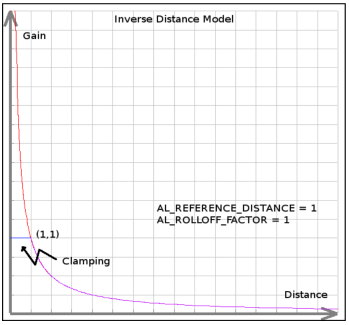 Inverse Distance Model
Gain
(1,1)
AL_REFERENCE_DISTANCE = 1
AL_ROLLOFF_FACTOR = 1
Clamping
Distance